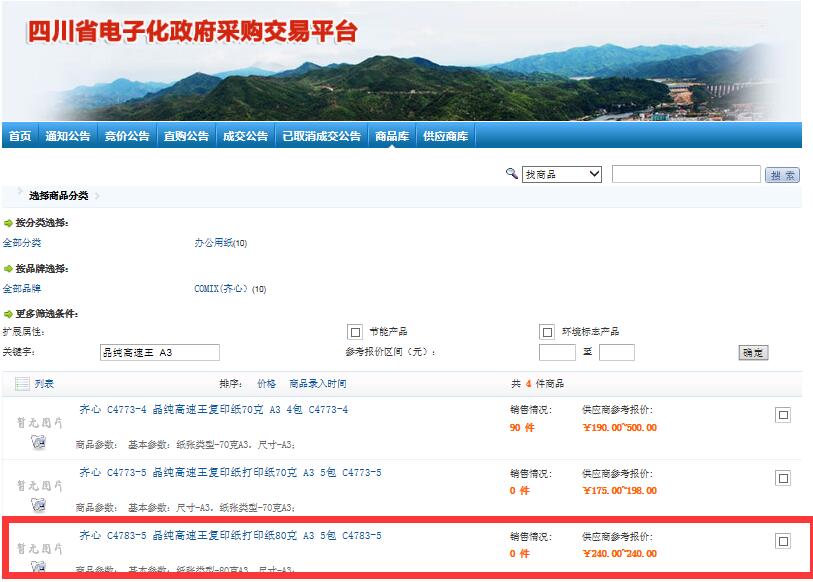 四川省电子化政府采购交易平台
首页 通知公告 竞价公告 直购公告 成交公告 已取消成交公告 商品库 供应商库
找商品 搜 索
选择商品分类
按分类选择:
全部分类 办公用纸(10)
按品牌选择:
全部品牌 COMIX(齐心) (10)
更多筛选条件:
扩展属性: 节能产品 环境标志产品
关键字: 品纯高速王 A3 参考报价区间(元): 至 确定
列表 排序: 价格 商品录入时间 共 4 件商品
齐心 C4773-4 晶纯高速王复印纸70克 A3 4包 C4773-4 销售情况: 供应商参考报价:
暂无图片 90 件 ¥190.00~500.00
商品参数: 基本参数: 纸张类型-70克A3, 尺寸-A3;
齐心 C4773-5 晶纯高速王复印纸打印纸70克 A3 5包 C4773-5 销售情况: 供应商参考报价:
暂无图片 0 件 ¥175.00~198.00
商品参数: 基本参数: 尺寸-A3, 纸张类型-70克A3;
齐心 C4783-5 晶纯高速王复印纸打印纸80克 A3 5包 C4783-5 销售情况: 供应商参考报价:
暂无图片 0 件 ¥240.00~240.00
商品参数: 基本参数: 纸张类型-80克A3, 尺寸-A3;